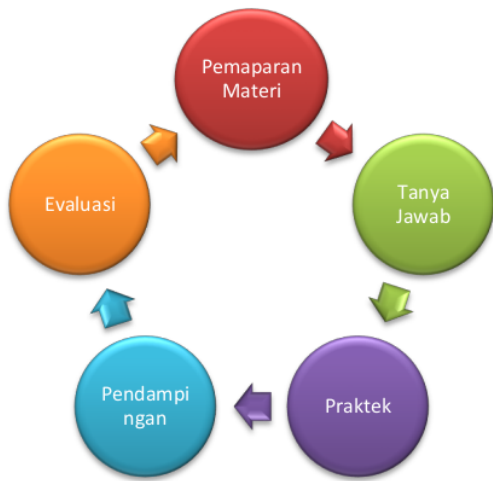 Pemaparan
Materi
Tanya
Jawab
Praktek
Pendampi
ngan
Evaluasi